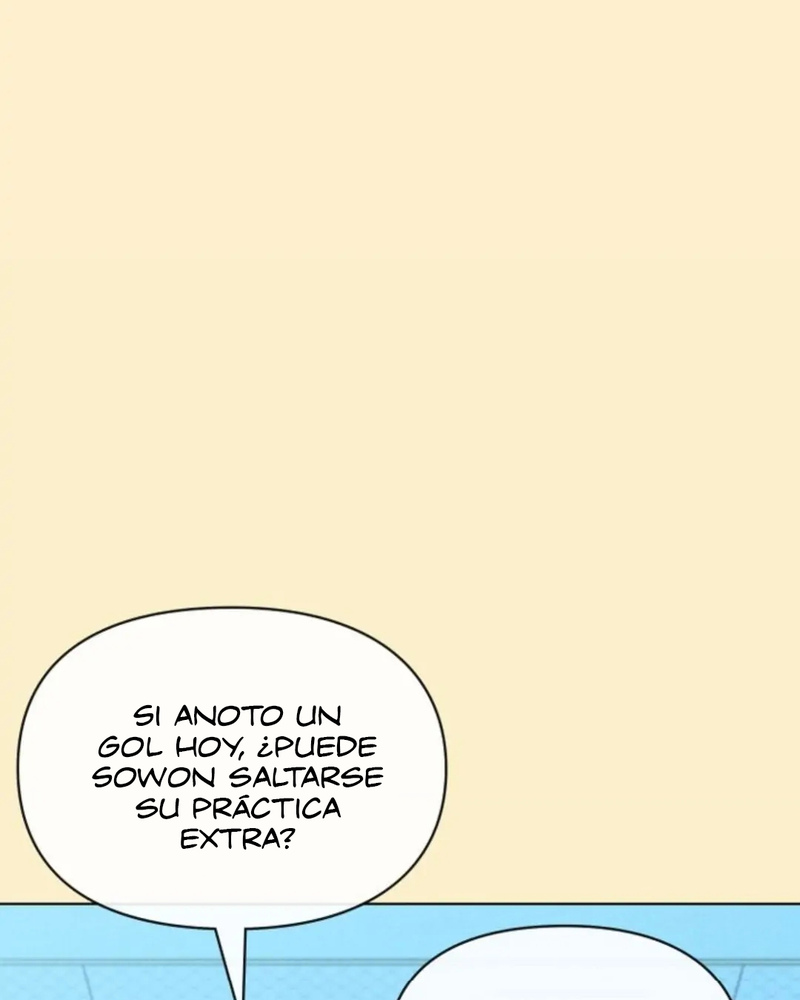 SI ANOTO UN
GOL HOY, ¿PUEDE
SOWON SALTARSE
SU PRÁCTICA
EXTRA?